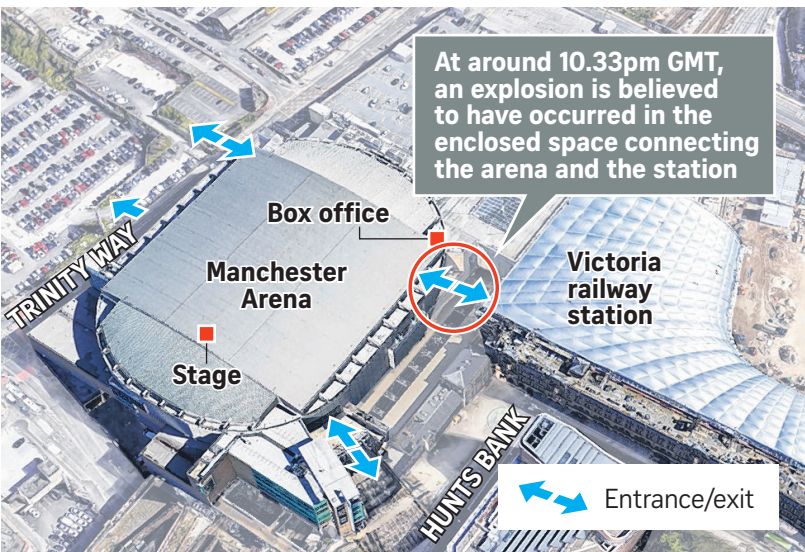 At around 10.33pm GMT,
an explosion is believed
to have occurred in the
enclosed space connecting
the arena and the station
Box office
TRINITY WAY
Manchester
Arena
Victoria
railway
station
Stage
HUNTS BANK
Entrance/exit